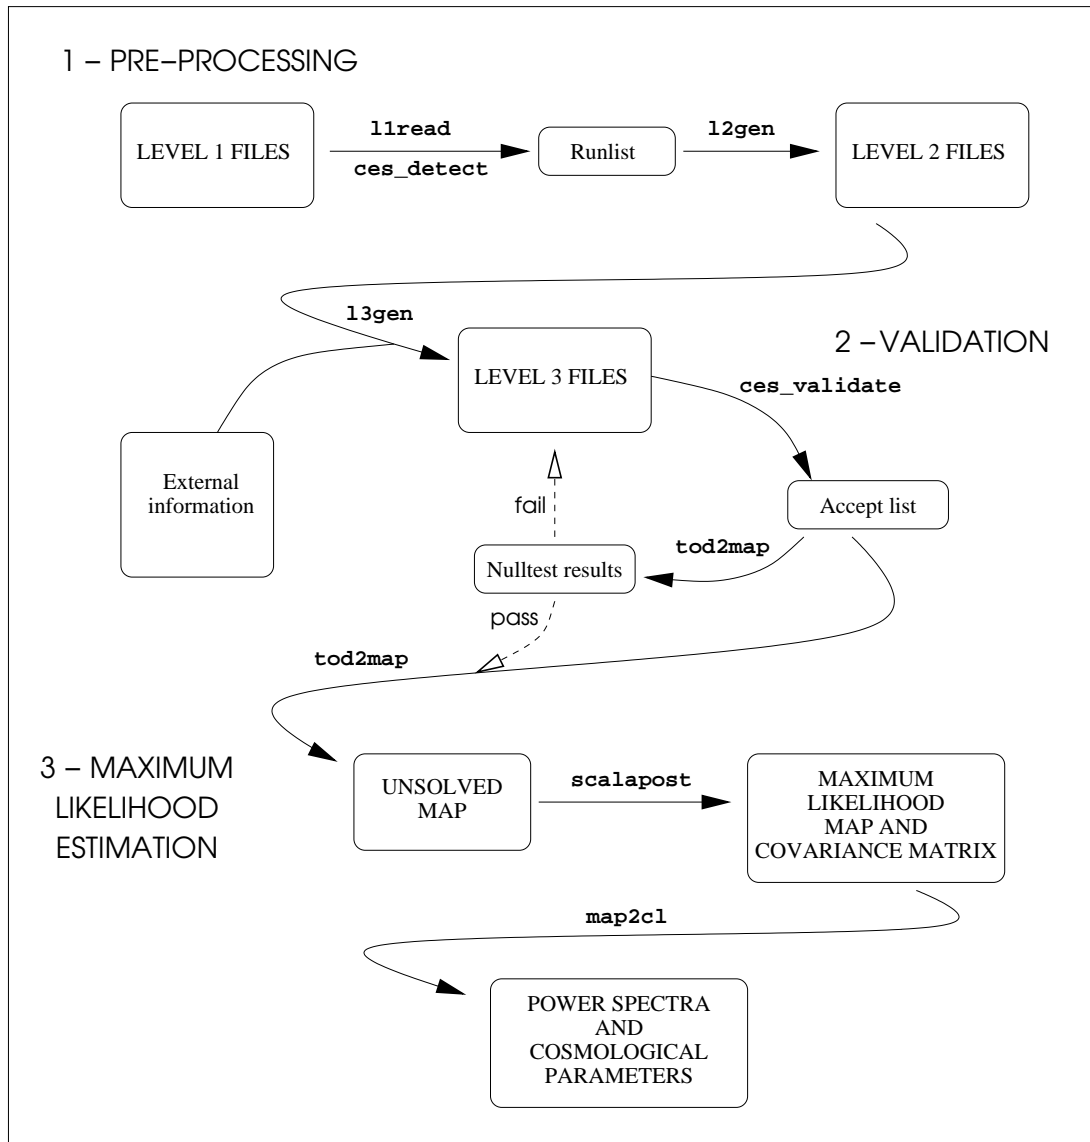 1 – PRE–PROCESSING
LEVEL 1 FILES
l1read
ces_detect
Runlist
l2gen
LEVEL 2 FILES
l3gen
2 – VALIDATION
LEVEL 3 FILES
ces_validate
External
information
fail
Accept list
tod2map
Nulltest results
pass
tod2map
3 – MAXIMUM
LIKELIHOOD
ESTIMATION
UNSOLVED
MAP
scalapost
MAXIMUM
LIKELIHOOD
MAP AND
COVARIANCE MATRIX
map2cl
POWER SPECTRA
AND
COSMOLOGICAL
PARAMETERS